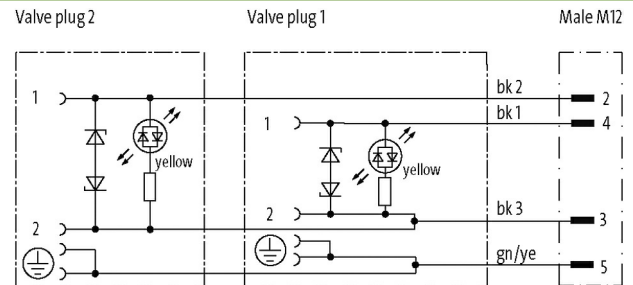 Valve plug 2
Valve plug 1
Male M12
1
bk 2
2
bk 1
1
4
yellow
yellow
2
bk 3
3
2
gn/ye
5